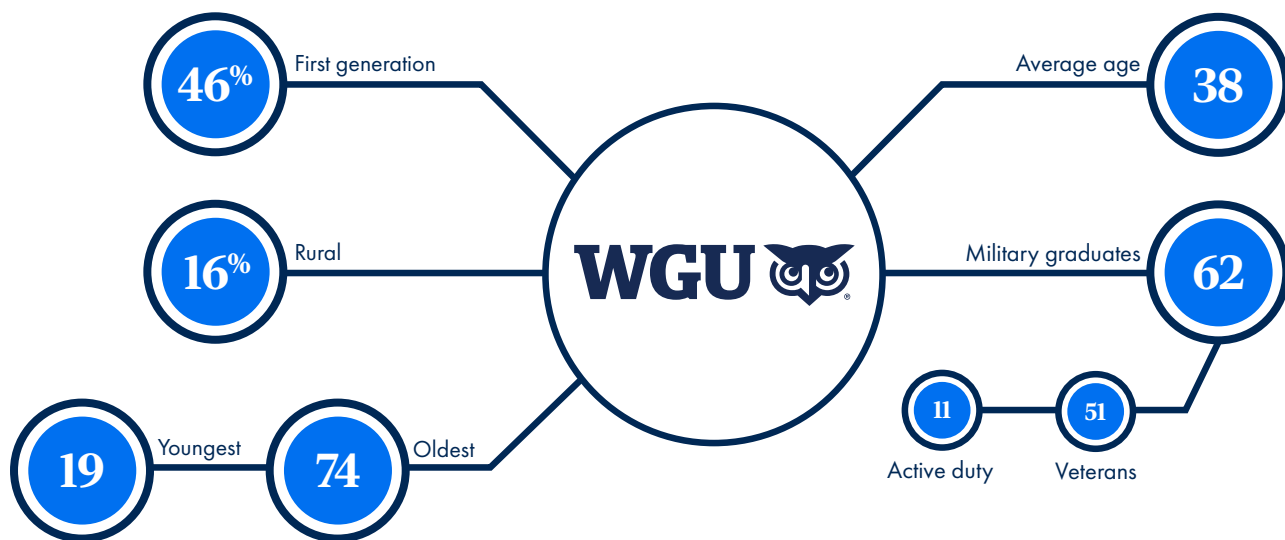 46%
First generation
Average age
38
16%
Rural
WGU
®
Military graduates
62
11
51
Active duty
Veterans
19
Youngest
74
Oldest